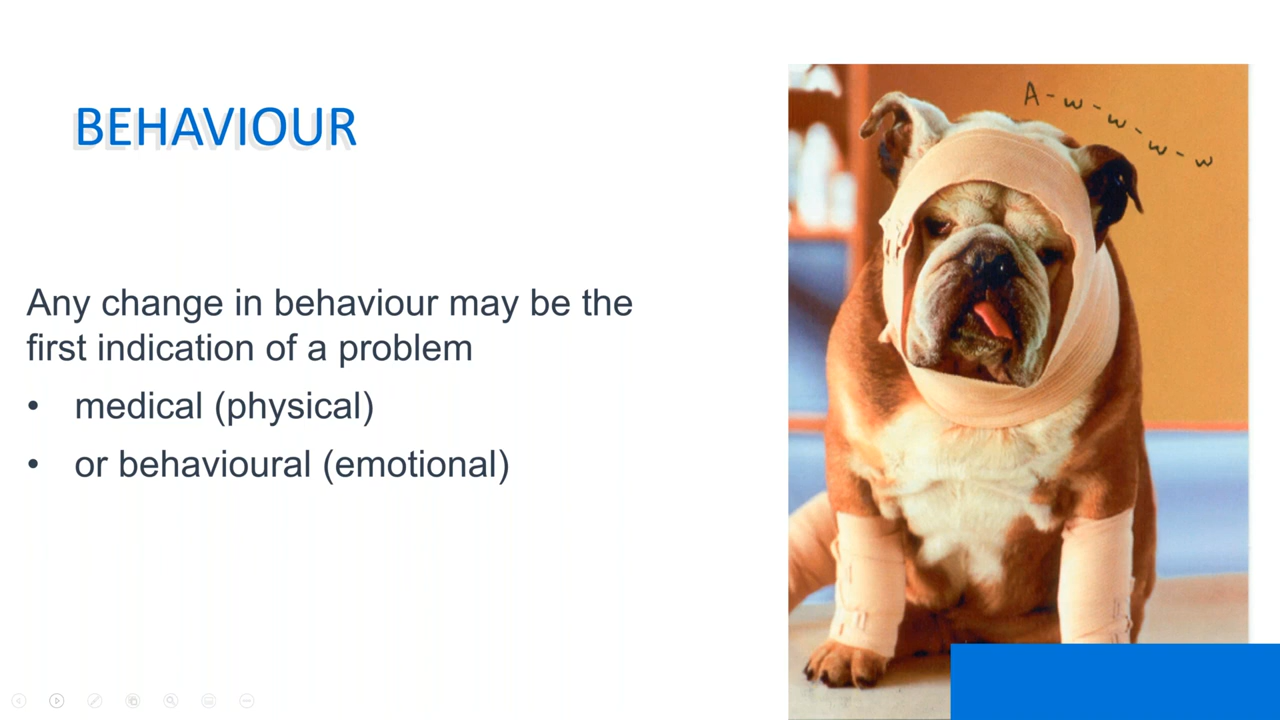 BEHAVIOUR
A-w-w-w-w
Any change in behaviour may be the
first indication of a problem
• medical (physical)
• or behavioural (emotional)